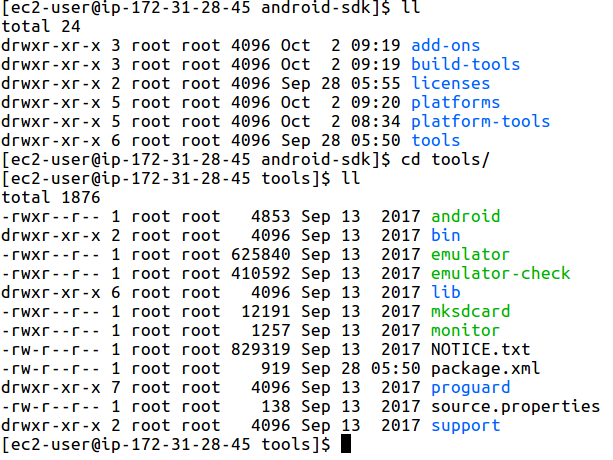 [ec2-user@ip-172-31-28-45 android-sdk]$ ll
total 24
drwxr-xr-x 3 root root 4096 Oct  2 09:19 add-ons
drwxr-xr-x 3 root root 4096 Oct  2 09:19 build-tools
drwxr-xr-x 2 root root 4096 Sep 28 05:55 licenses
drwxr-xr-x 5 root root 4096 Oct  2 09:20 platforms
drwxr-xr-x 5 root root 4096 Oct  2 08:34 platform-tools
drwxr-xr-x 6 root root 4096 Sep 28 05:50 tools
[ec2-user@ip-172-31-28-45 android-sdk]$ cd tools/
[ec2-user@ip-172-31-28-45 tools]$ ll
total 1876
-rwxr--r-- 1 root root   4853 Sep 13  2017 android
drwxr-xr-x 2 root root   4096 Sep 13  2017 bin
-rwxr--r-- 1 root root 625840 Sep 13  2017 emulator
-rwxr--r-- 1 root root 410592 Sep 13  2017 emulator-check
drwxr-xr-x 6 root root   4096 Sep 13  2017 lib
-rwxr--r-- 1 root root  12191 Sep 13  2017 mksdcard
-rwxr--r-- 1 root root   1257 Sep 13  2017 monitor
-rw-r--r-- 1 root root 829319 Sep 13  2017 NOTICE.txt
-rw-r--r-- 1 root root    919 Sep 28 05:50 package.xml
drwxr-xr-x 7 root root   4096 Sep 13  2017 proguard
-rw-r--r-- 1 root root    138 Sep 13  2017 source.properties
drwxr-xr-x 2 root root   4096 Sep 13  2017 support
[ec2-user@ip-172-31-28-45 tools]$